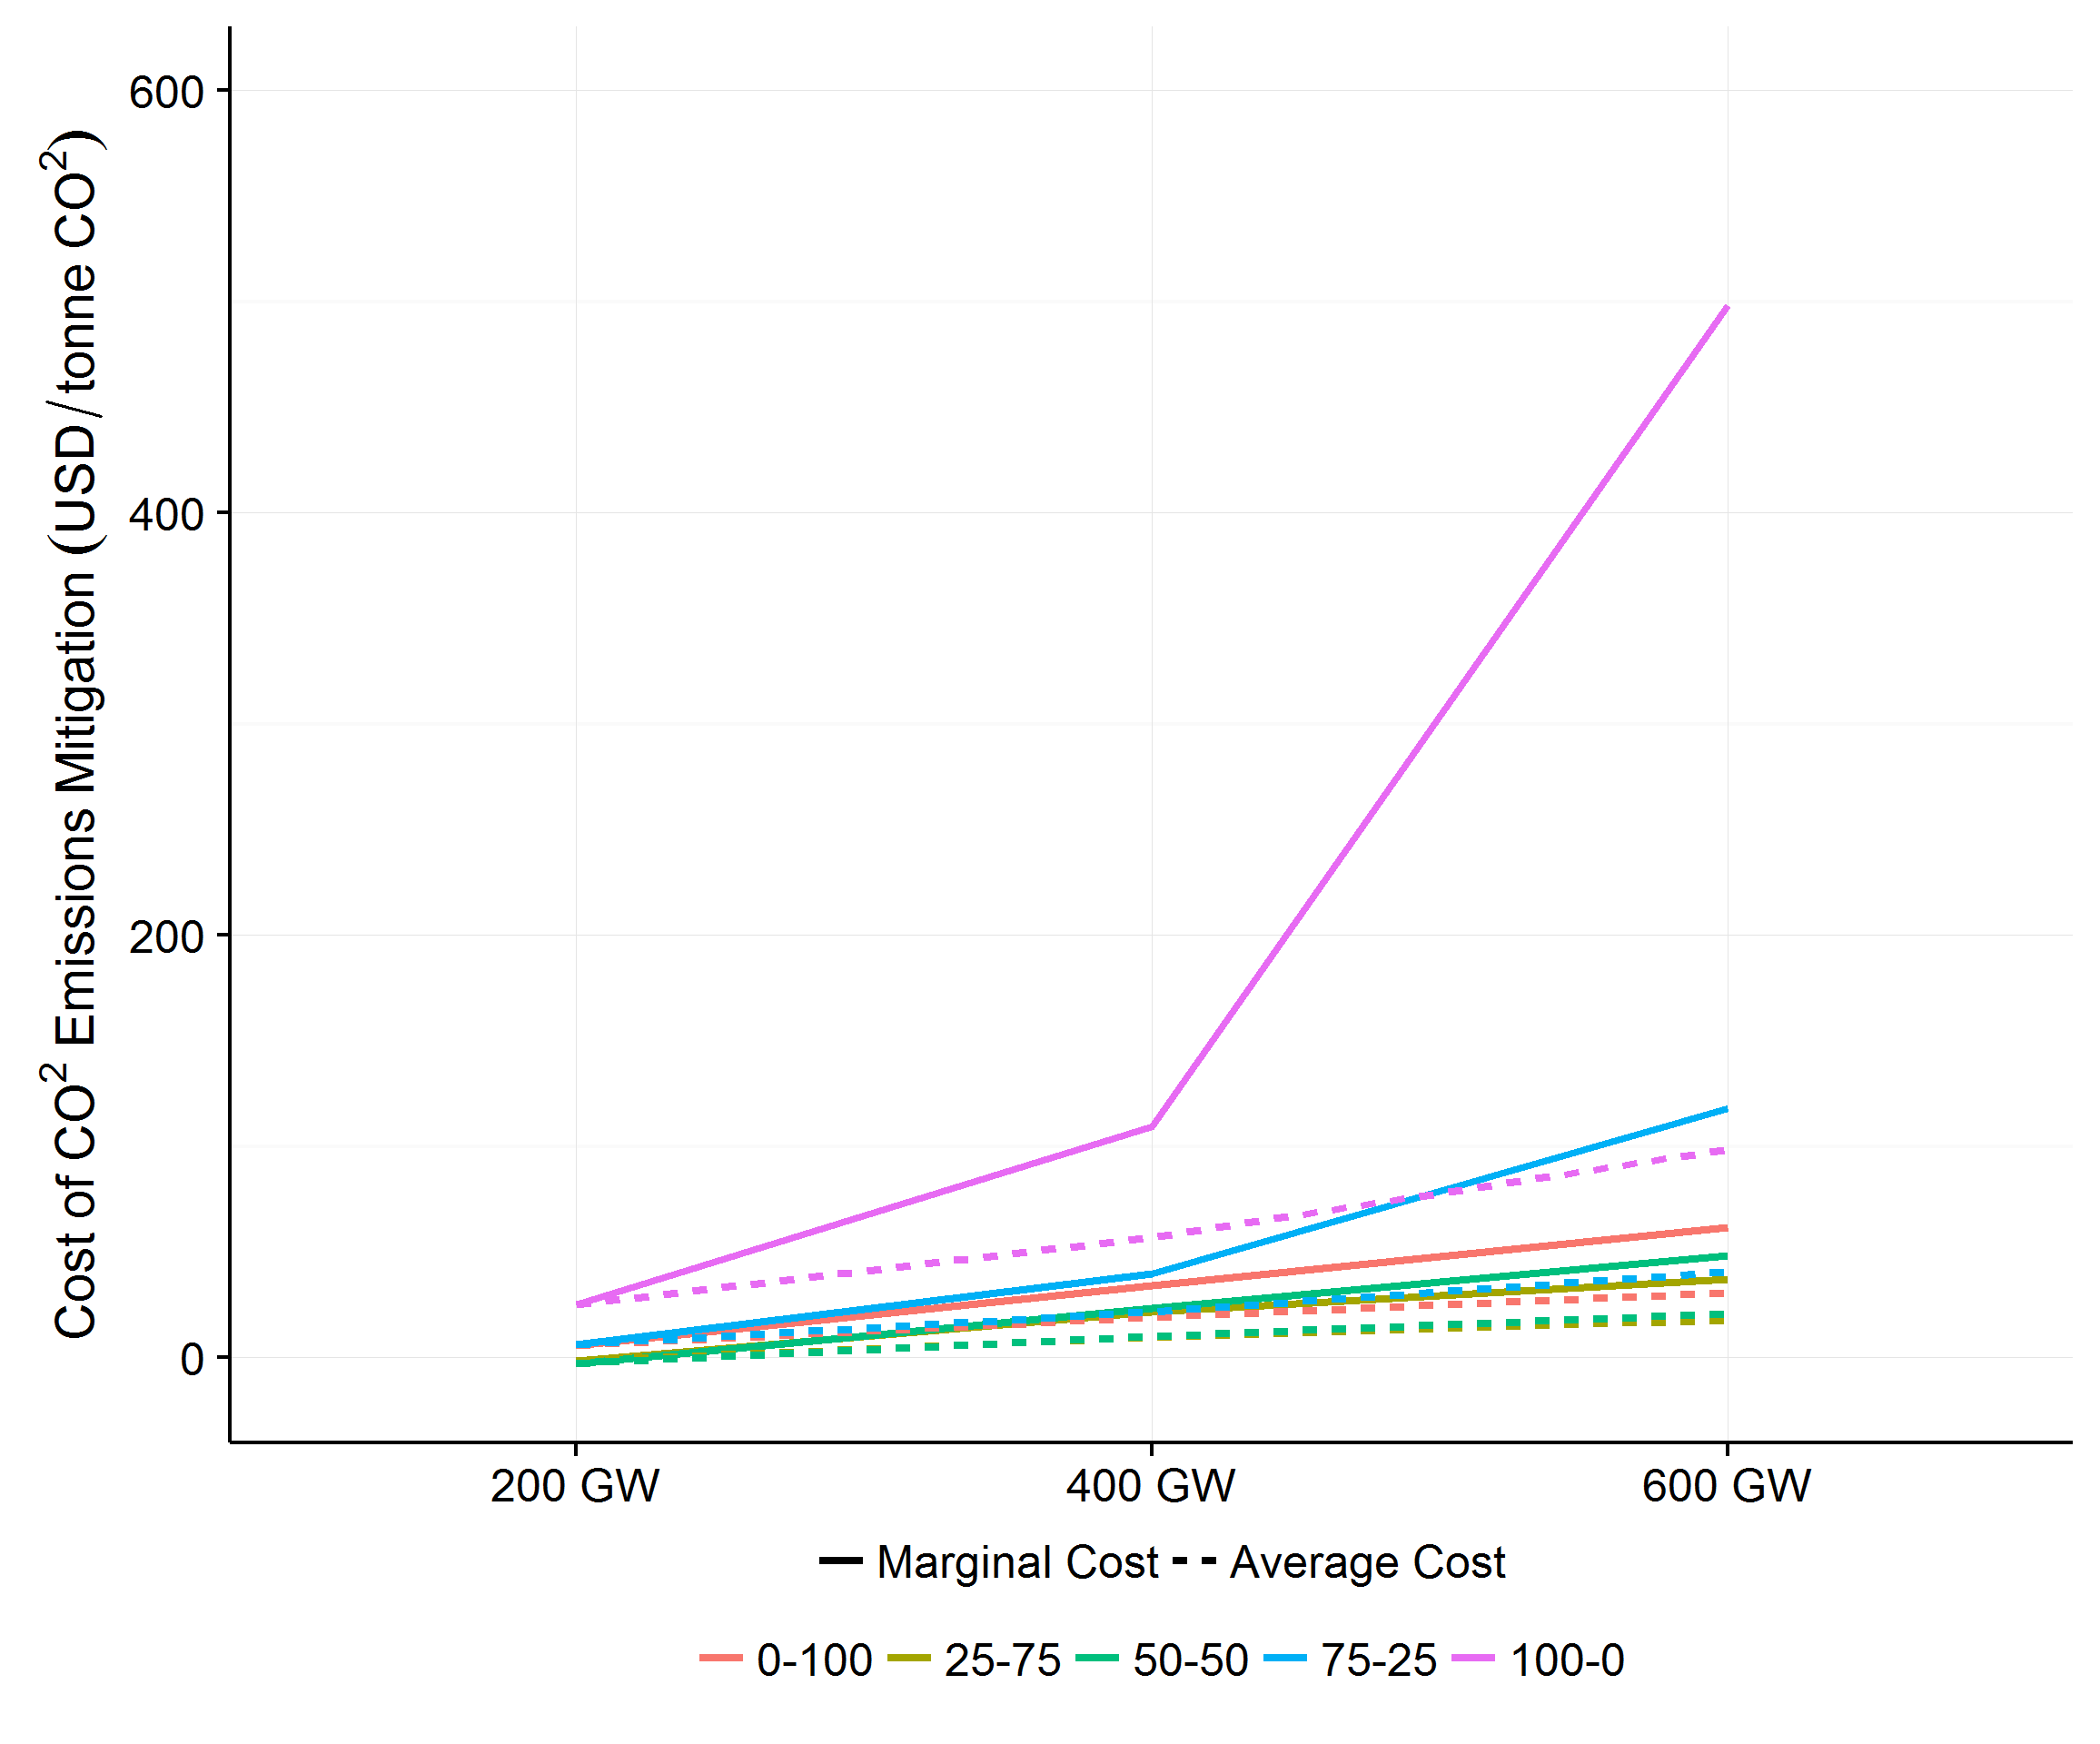 Cost of CO² Emissions Mitigation (USD/tonne CO²)
600
400
200
0
200 GW 400 GW 600 GW
Marginal Cost Average Cost
0-100 25-75 50-50 75-25 100-0